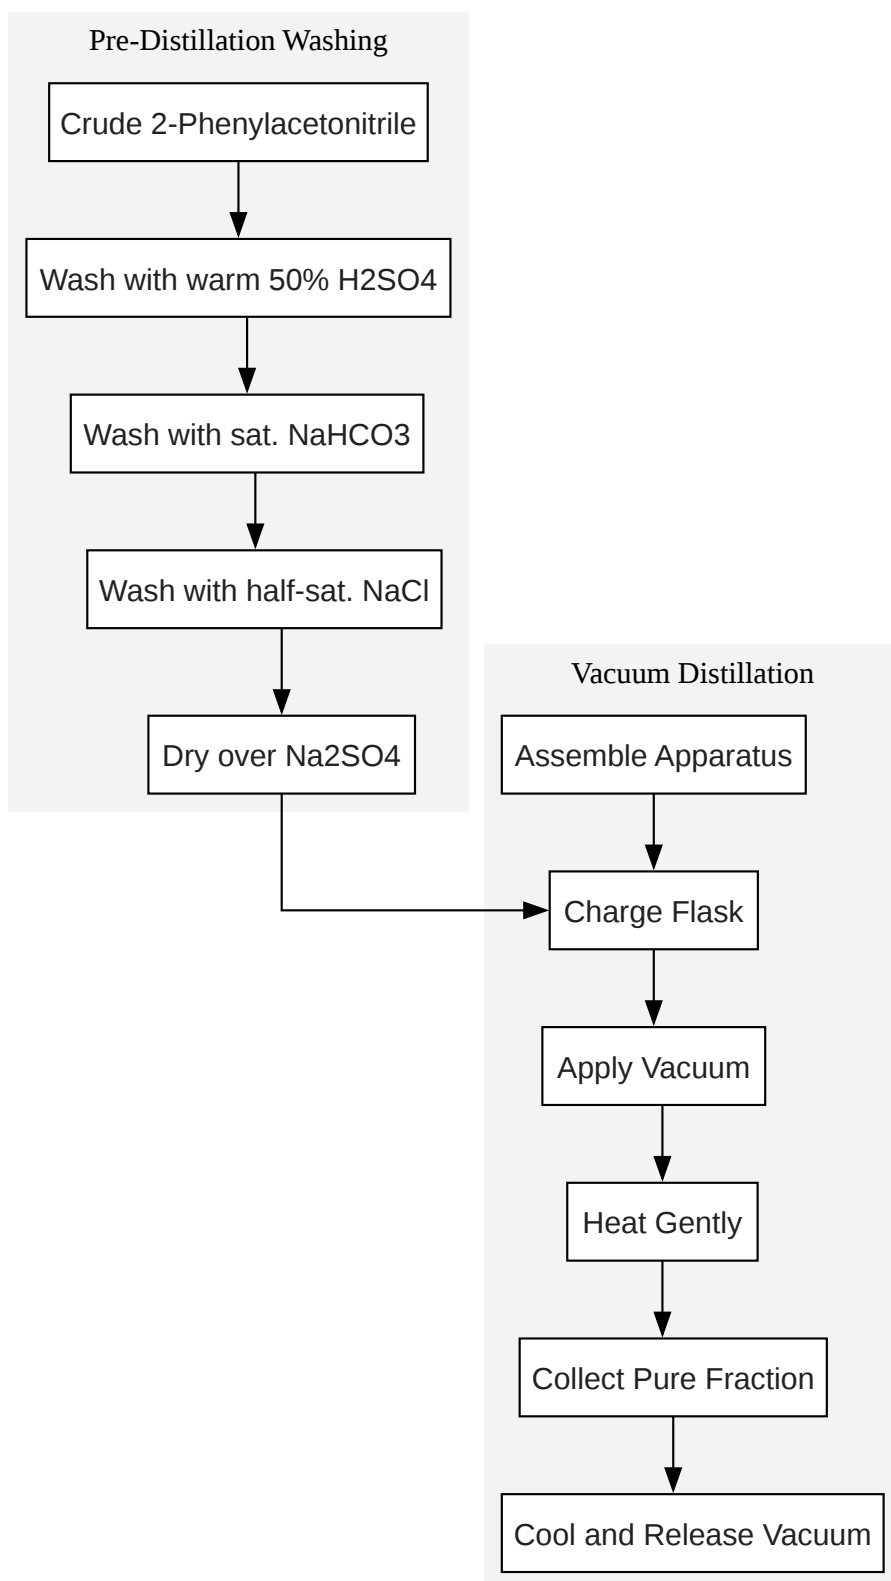 Pre-Distillation Washing
Crude 2-Phenylacetonitrile
Wash with warm 50% H2SO4
Wash with sat. NaHCO3
Wash with half-sat. NaCl
Dry over Na2SO4
Vacuum Distillation
Assemble Apparatus
Charge Flask
Apply Vacuum
Heat Gently
Collect Pure Fraction
Cool and Release Vacuum